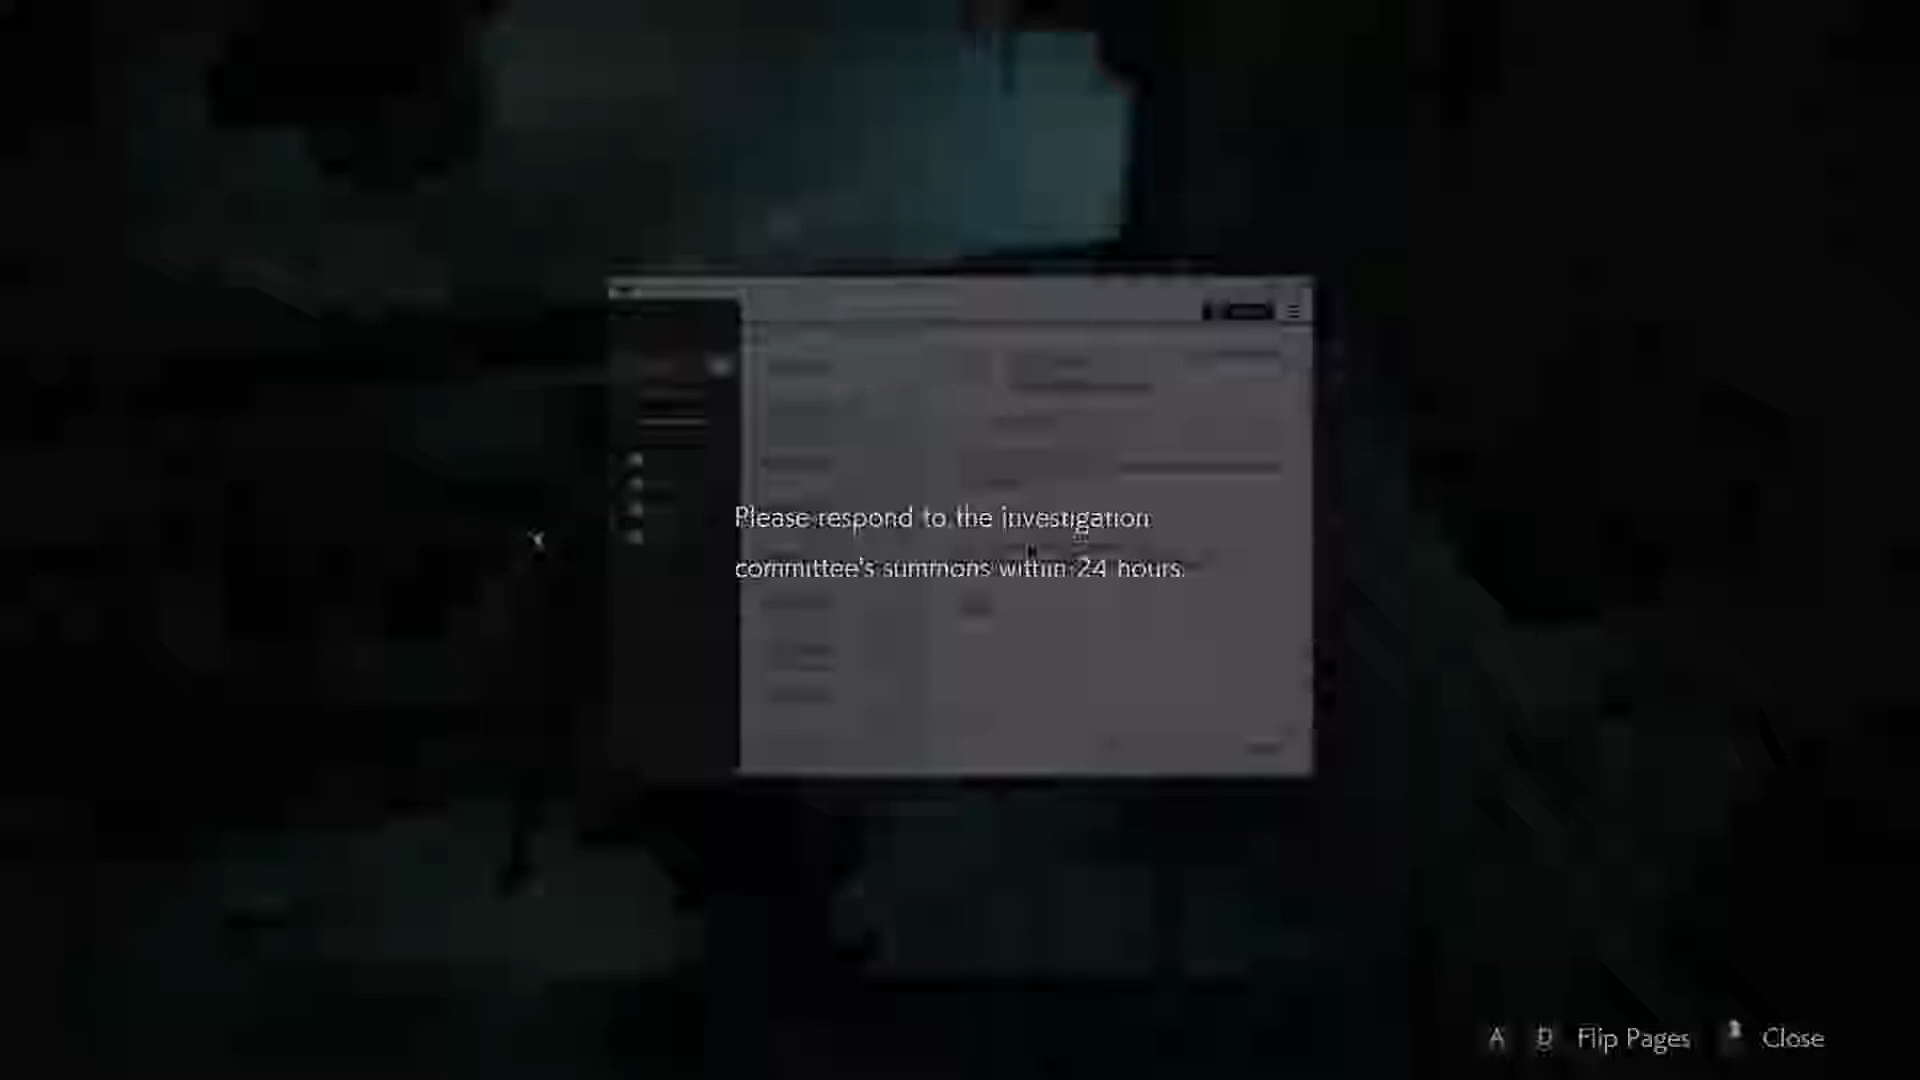 Please respond to the investigation
committee's summons within 24 hours.
A D Flip Pages Close